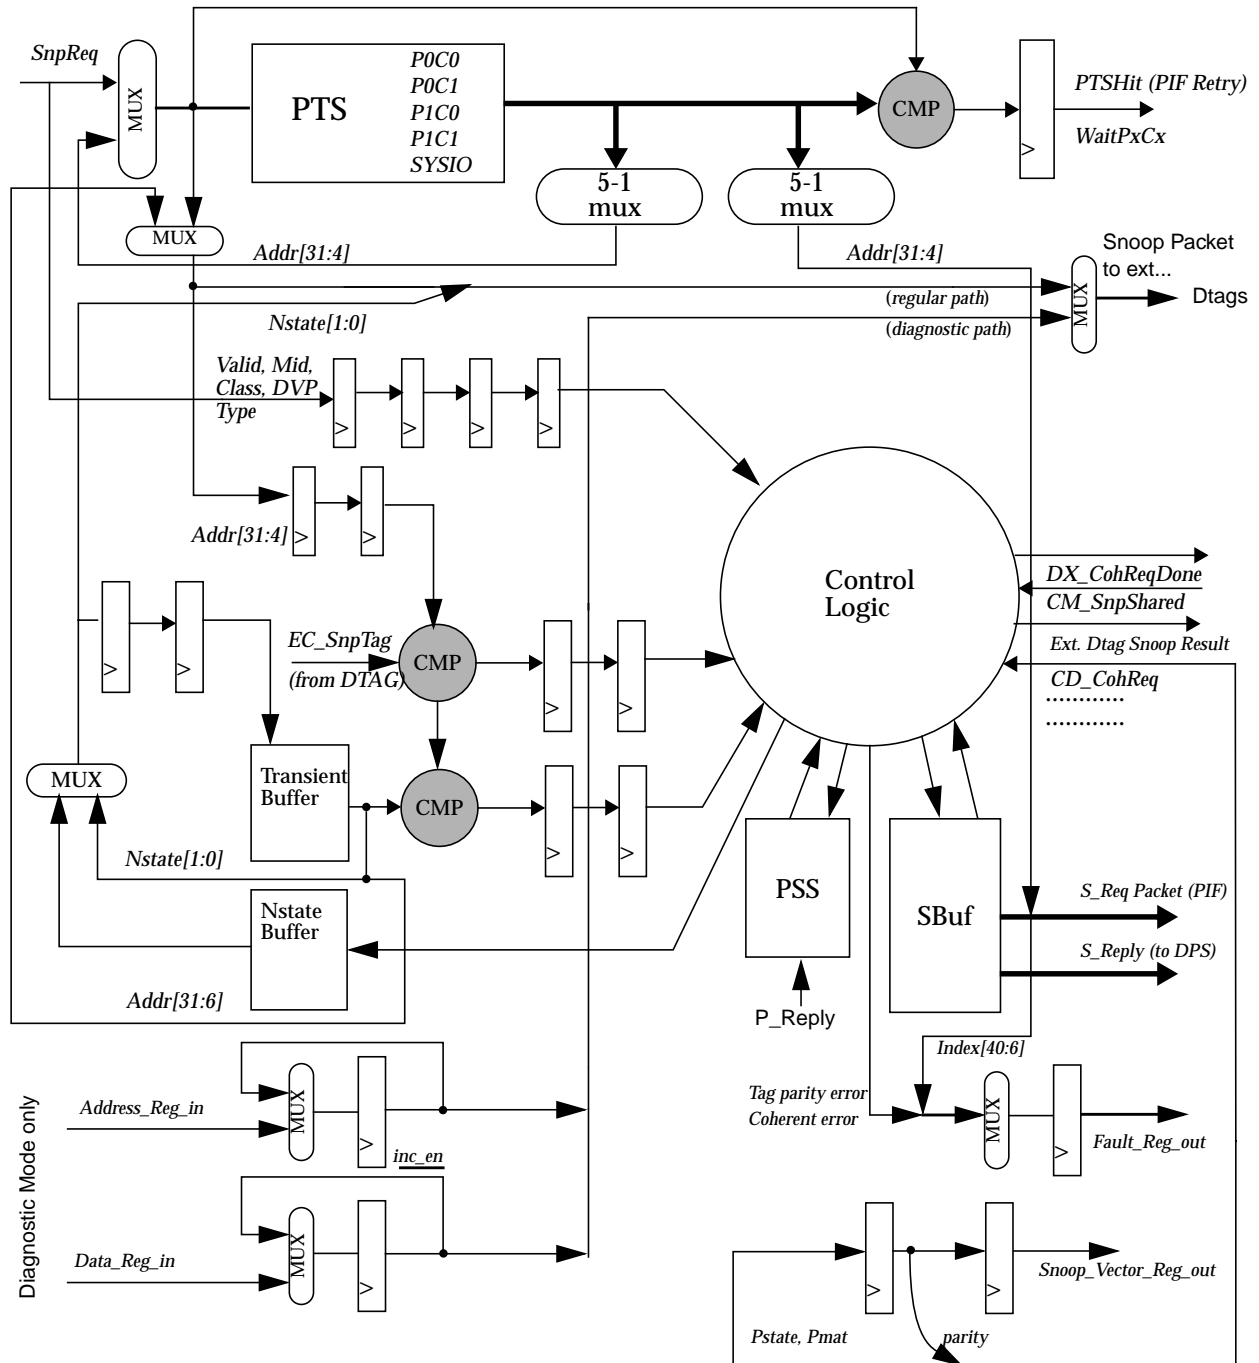 SnpReq
MUX
PTS
P0C0
P0C1
P1C0
P1C1
SYSIO
CMP
>
PTSHit (PIF Retry)
WaitPxCx
5-1
mux
5-1
mux
MUX
Addr[31:4]
Addr[31:4]
Snoop Packet
to ext...
MUX
Dtags
(regular path)
Nstate[1:0]
(diagnostic path)
Valid, Mid,
Class, DVP
Type
>
>
>
>
Addr[31:4]
>
>
Control
Logic
DX_CohReqDone
CM_SnpShared
Ext. Dtag Snoop Result
CD_CohReq
............
............
>
>
EC_SnpTag
(from DTAG)
CMP
>
>
MUX
Transient
Buffer
CMP
>
>
Nstate[1:0]
Nstate
Buffer
Addr[31:6]
PSS
SBuf
S_Req Packet (PIF)
S_Reply (to DPS)
P_Reply
Index[40:6]
Diagnostic Mode only
Address_Reg_in
MUX
>
inc_en
Tag parity error
Coherent error
MUX
>
Fault_Reg_out
Data_Reg_in
MUX
>
>
>
Snoop_Vector_Reg_out
Pstate, Pmat
parity